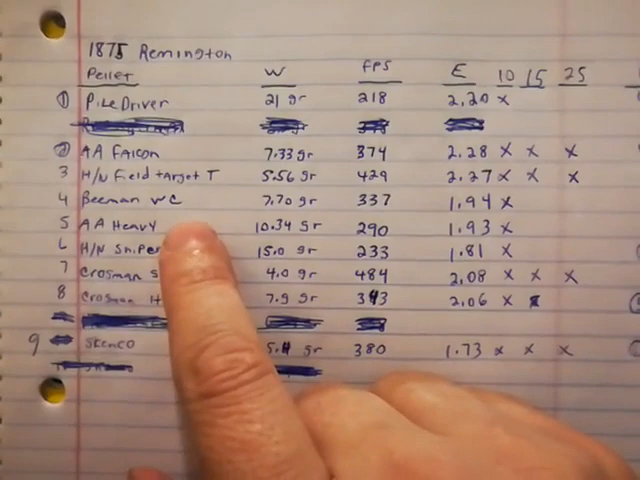 1875 Remington
Pellet W FPS E 10 15 25
1 PileDriver 21 gr 218 2.20 x
2 AA Falcon 7.33 gr 374 2.28 x x x
3 H/N Field target T 5.56 gr 429 2.27 x x x
4 Beeman WC 7.70 gr 337 1.94 x
5 AA Heavy 10.34 gr 290 1.93 x
6 H/N Sniper 15.0 gr 233 1.81 x
7 Crosman S 4.0 gr 484 2.08 x x x
8 Crosman H 7.9 gr 343 2.06 x
9 Skenco gr 380 1.73 x x x